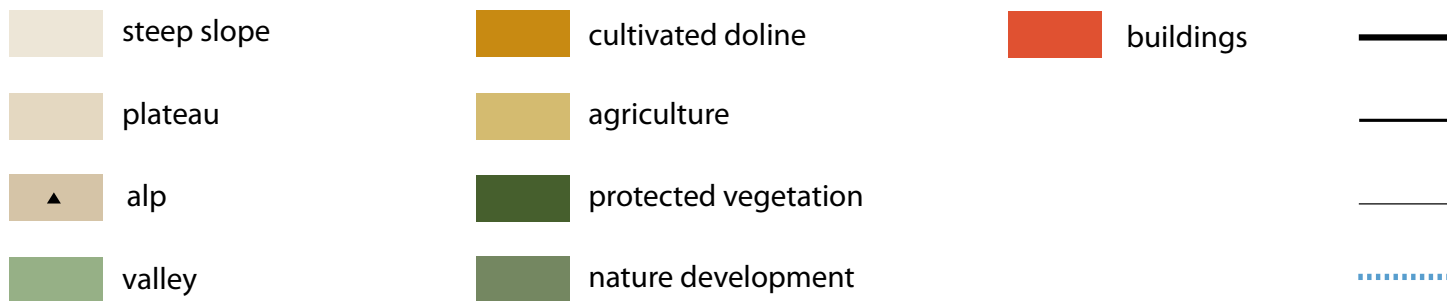 steep slope
plateau
alp
valley
cultivated doline
agriculture
protected vegetation
nature development
buildings